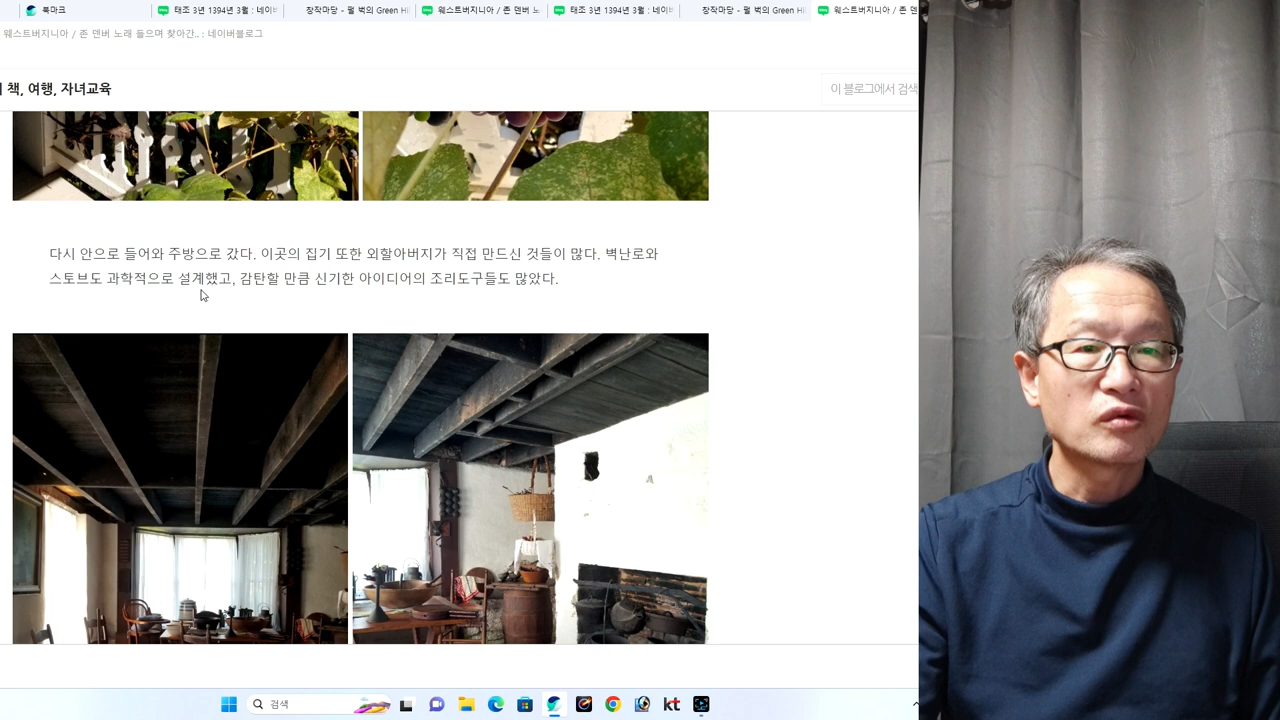 북마크
태조 3년 1394년 3월 : 네이버
창작마당 - 펄 벅의 Green Hi
웨스트버지니아 / 존 덴버 노
태조 3년 1394년 3월 : 네이버
창작마당 - 펄 벅의 Green Hi
웨스트버지니아 / 존 덴
웨스트버지니아 / 존 덴버 노래 들으며 찾아간.. : 네이버블로그
책, 여행, 자녀교육
이 블로그에서 검색
다시 안으로 들어와 주방으로 갔다. 이곳의 집기 또한 외할아버지가 직접 만드신 것들이 많다. 벽난로와
스토브도 과학적으로 설계했고, 감탄할 만큼 신기한 아이디어의 조리도구들도 많았다.
검색
kt